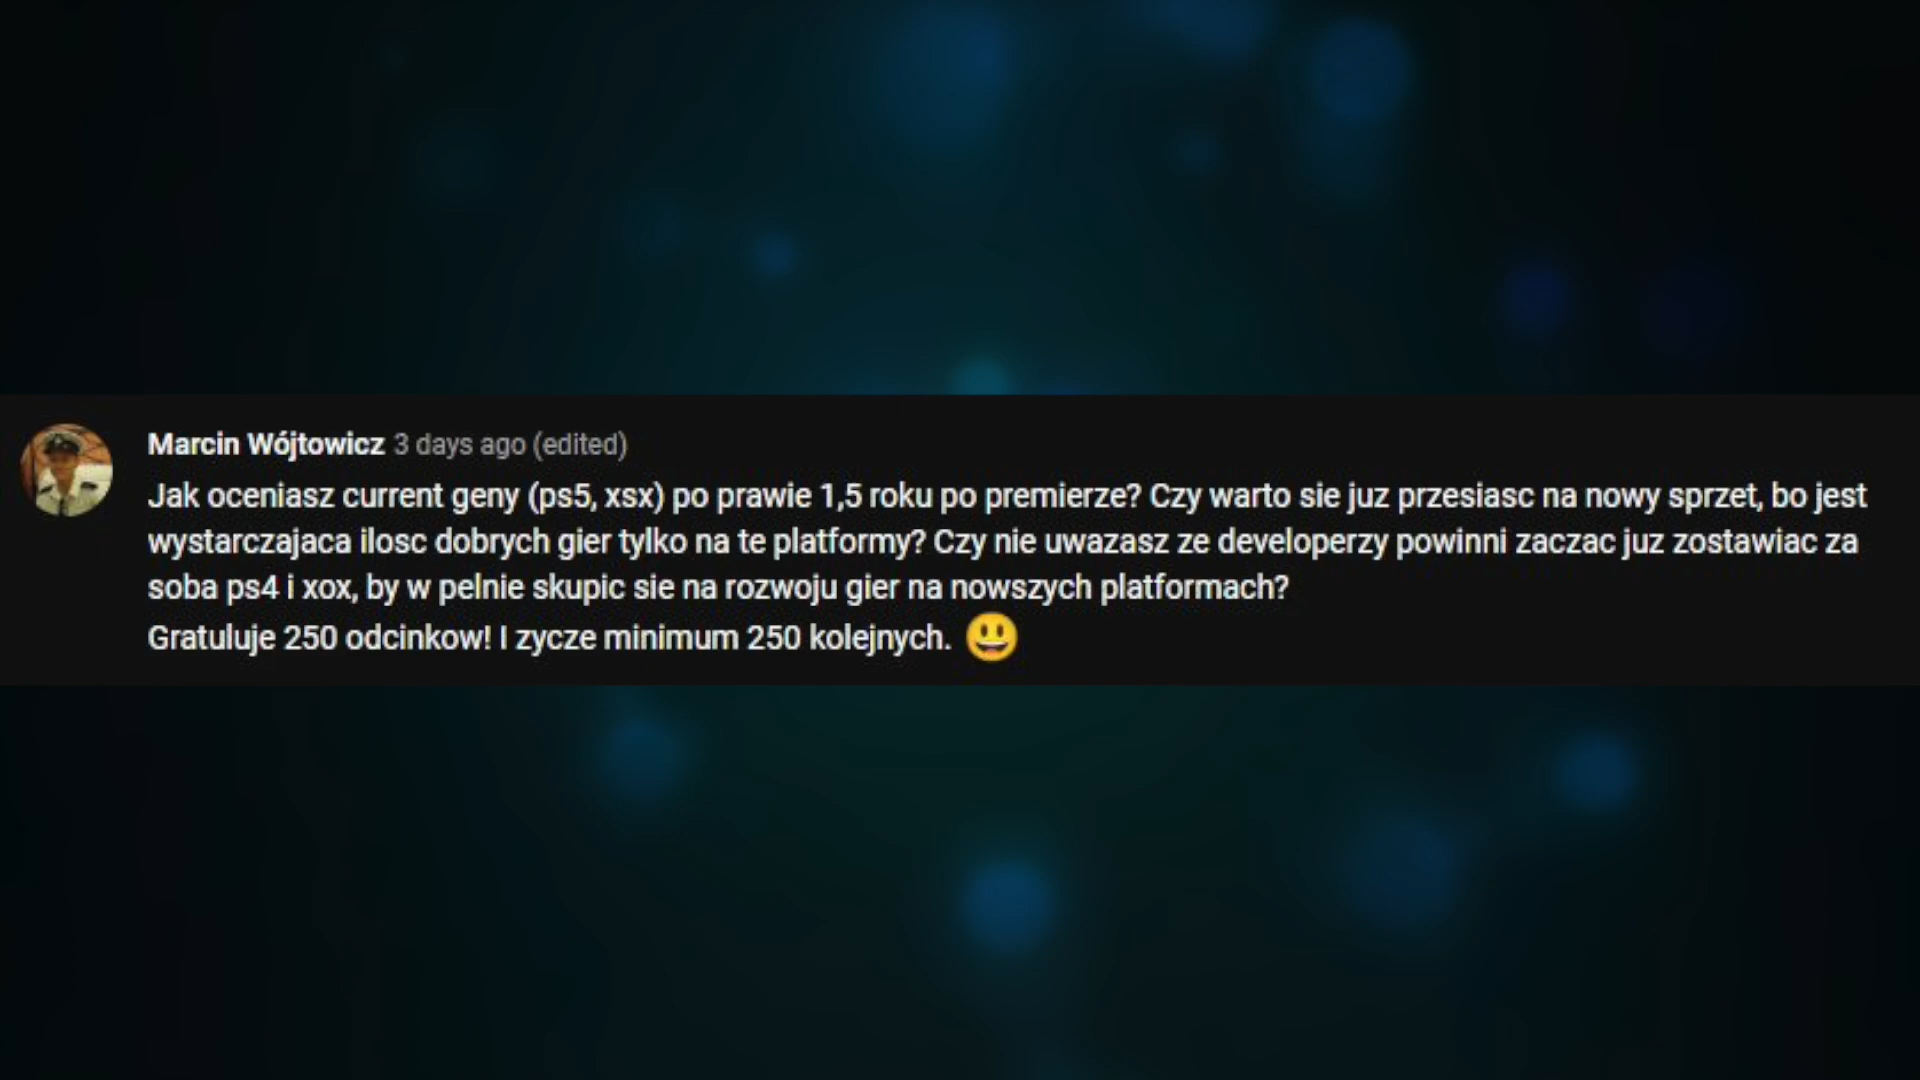 Marcin Wójtowicz 3 days ago (edited)
Jak oceniasz current geny (ps5, xsx) po prawie 1,5 roku po premierze? Czy warto sie juz przesiasc na nowy sprzet, bo jest
wystarczajaca ilosc dobrych gier tylko na te platformy? Czy nie uwazasz ze developerzy powinni zaczac juz zostawiac za
soba ps4 i xox, by w pelnie skupic sie na rozwoju gier na nowszych platformach?
Gratuluje 250 odcinkow! I zycze minimum 250 kolejnych. 😃